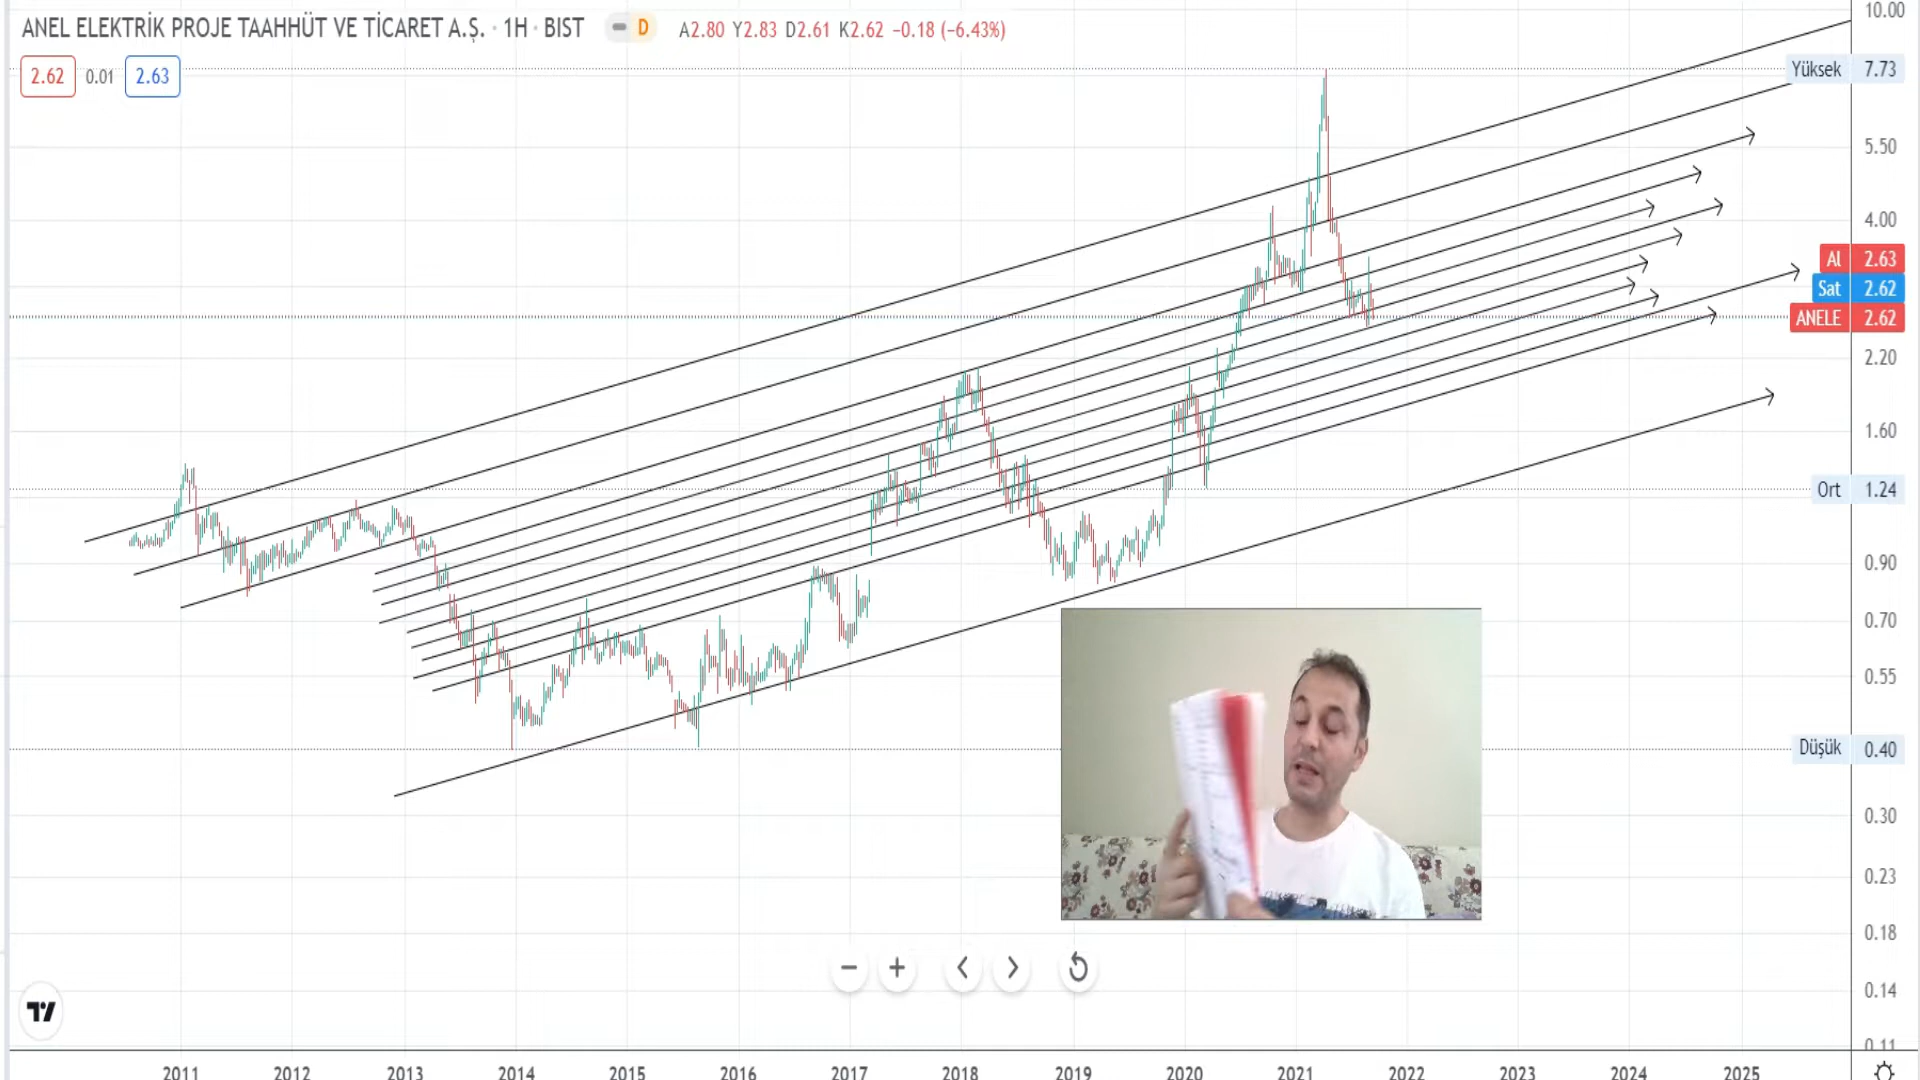 ANEL ELEKTRİK PROJE TAAHHÜT VE TİCARET A.Ş. · 1H · BIST D A2.80 Y2.83 D2.61 K2.62 −0.18 (−6.43%)
2.62 0.01 2.63
10.00
Yüksek 7.73
5.50
4.00
Al 2.63
Sat 2.62
ANELE 2.62
2.20
1.60
Ort 1.24
0.90
0.70
0.55
Düşük 0.40
0.30
0.23
0.18
0.14
0.11
2011 2012 2013 2014 2015 2016 2017 2018 2019 2020 2021 2022 2023 2024 2025